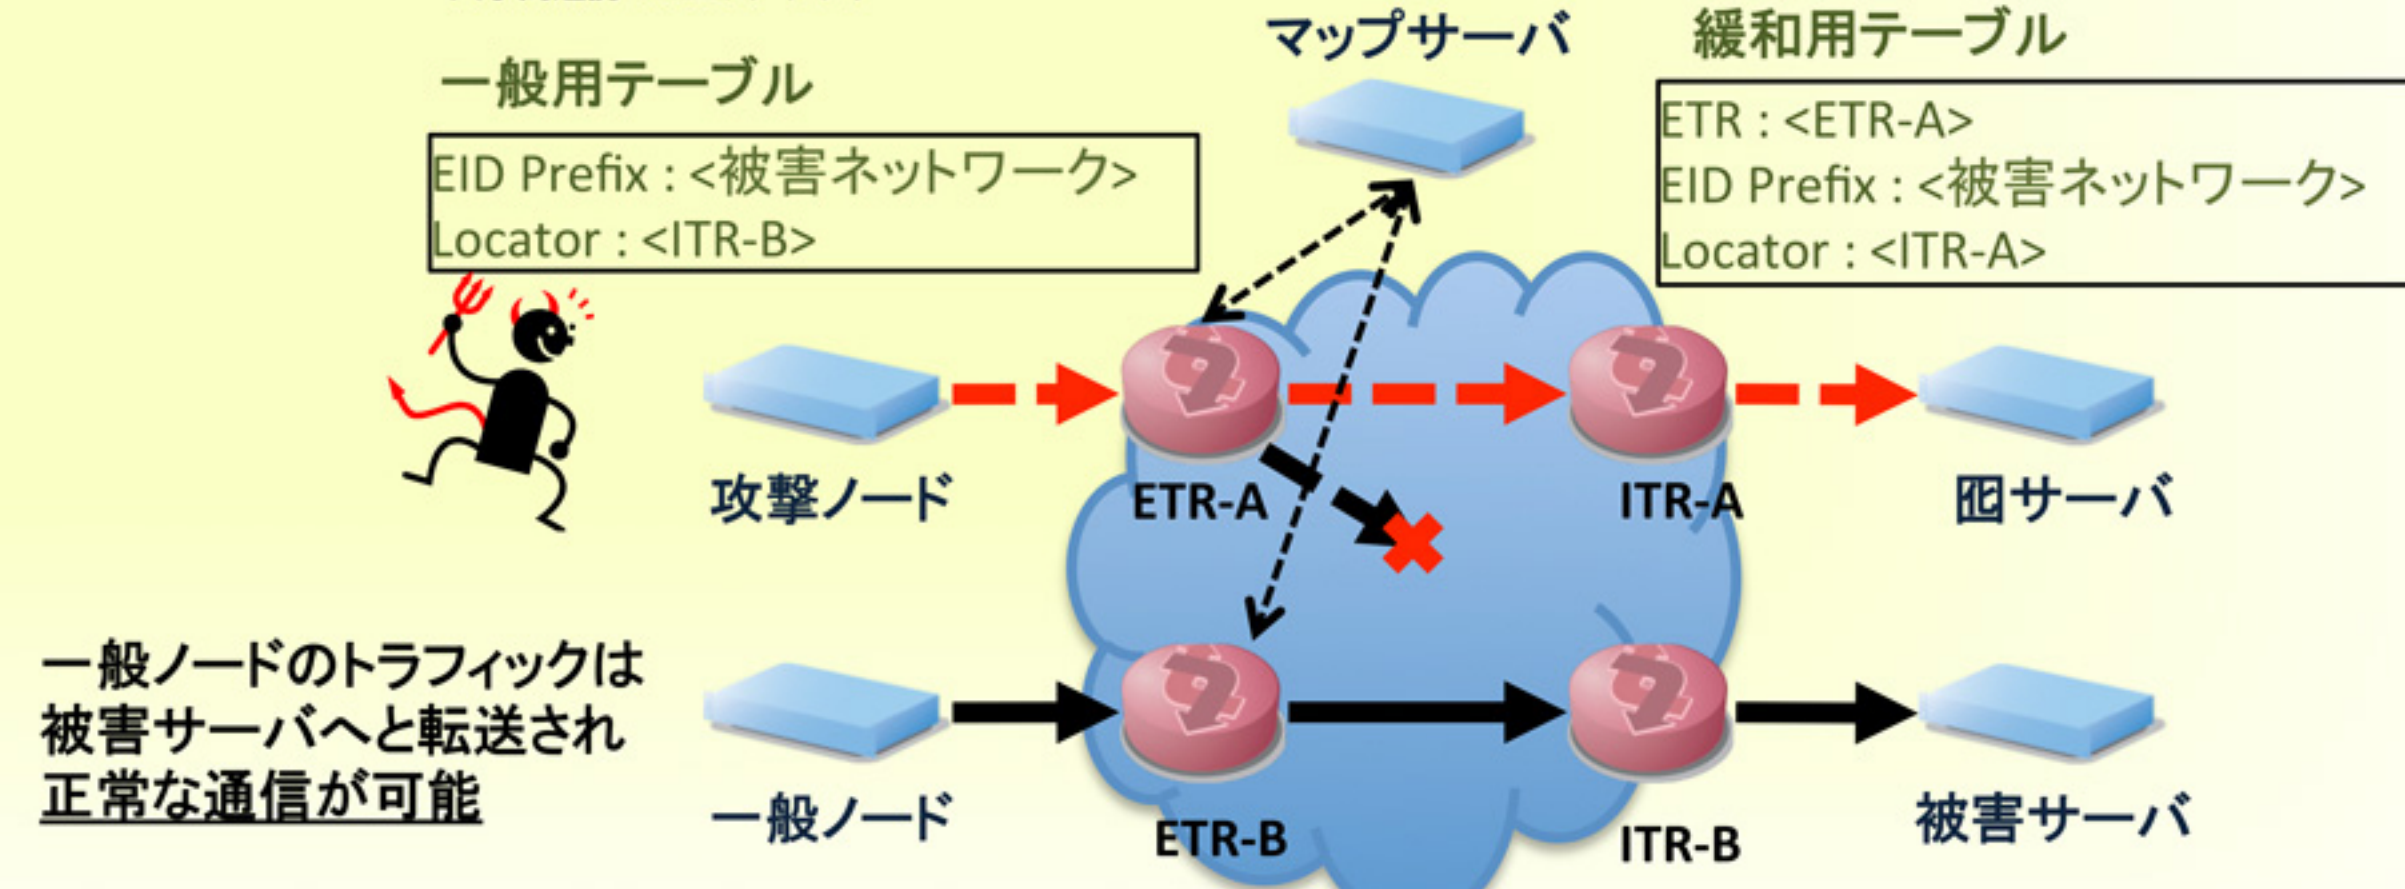 マップサーバ
緩和用テーブル
一般用テーブル
EID Prefix : <被害ネットワーク>
Locator : <ITR-B>
ETR : <ETR-A>
EID Prefix : <被害ネットワーク>
Locator : <ITR-A>
攻撃ノード
ETR-A
ITR-A
囮サーバ
一般ノードのトラフィックは
被害サーバへと転送され
正常な通信が可能
一般ノード
ETR-B
ITR-B
被害サーバ